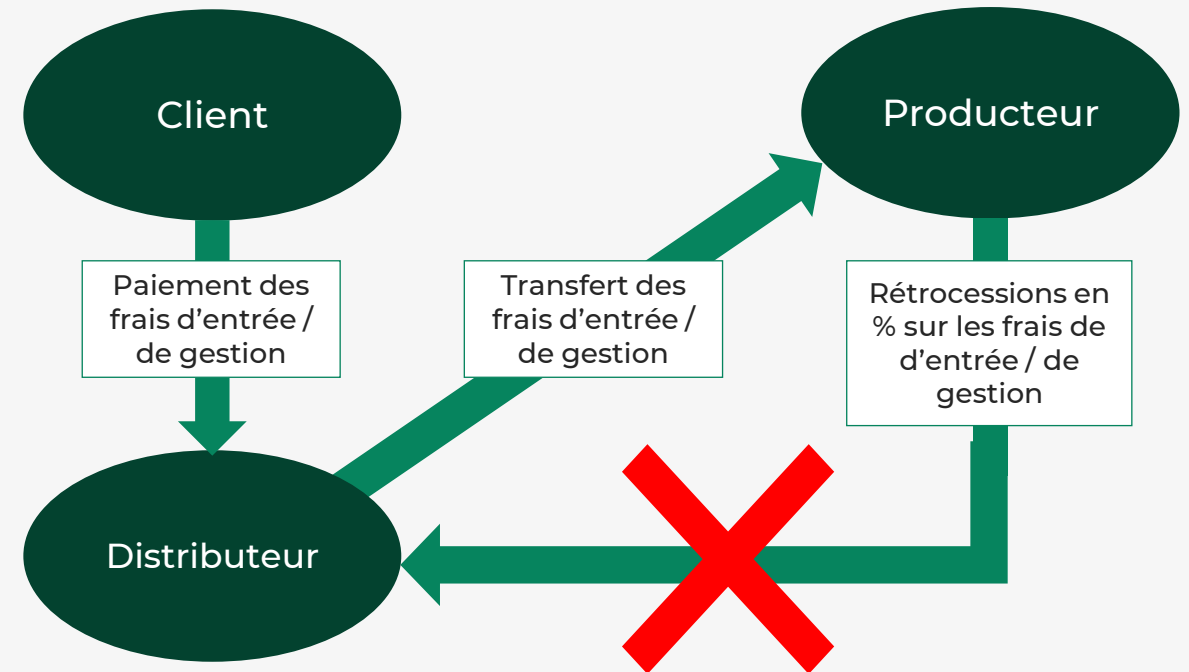 Client
Producteur
Paiement des
frais d'entrée /
de gestion
Transfert des
frais d'entrée /
de gestion
Rétrocessions en
% sur les frais de
d'entrée / de
gestion
Distributeur